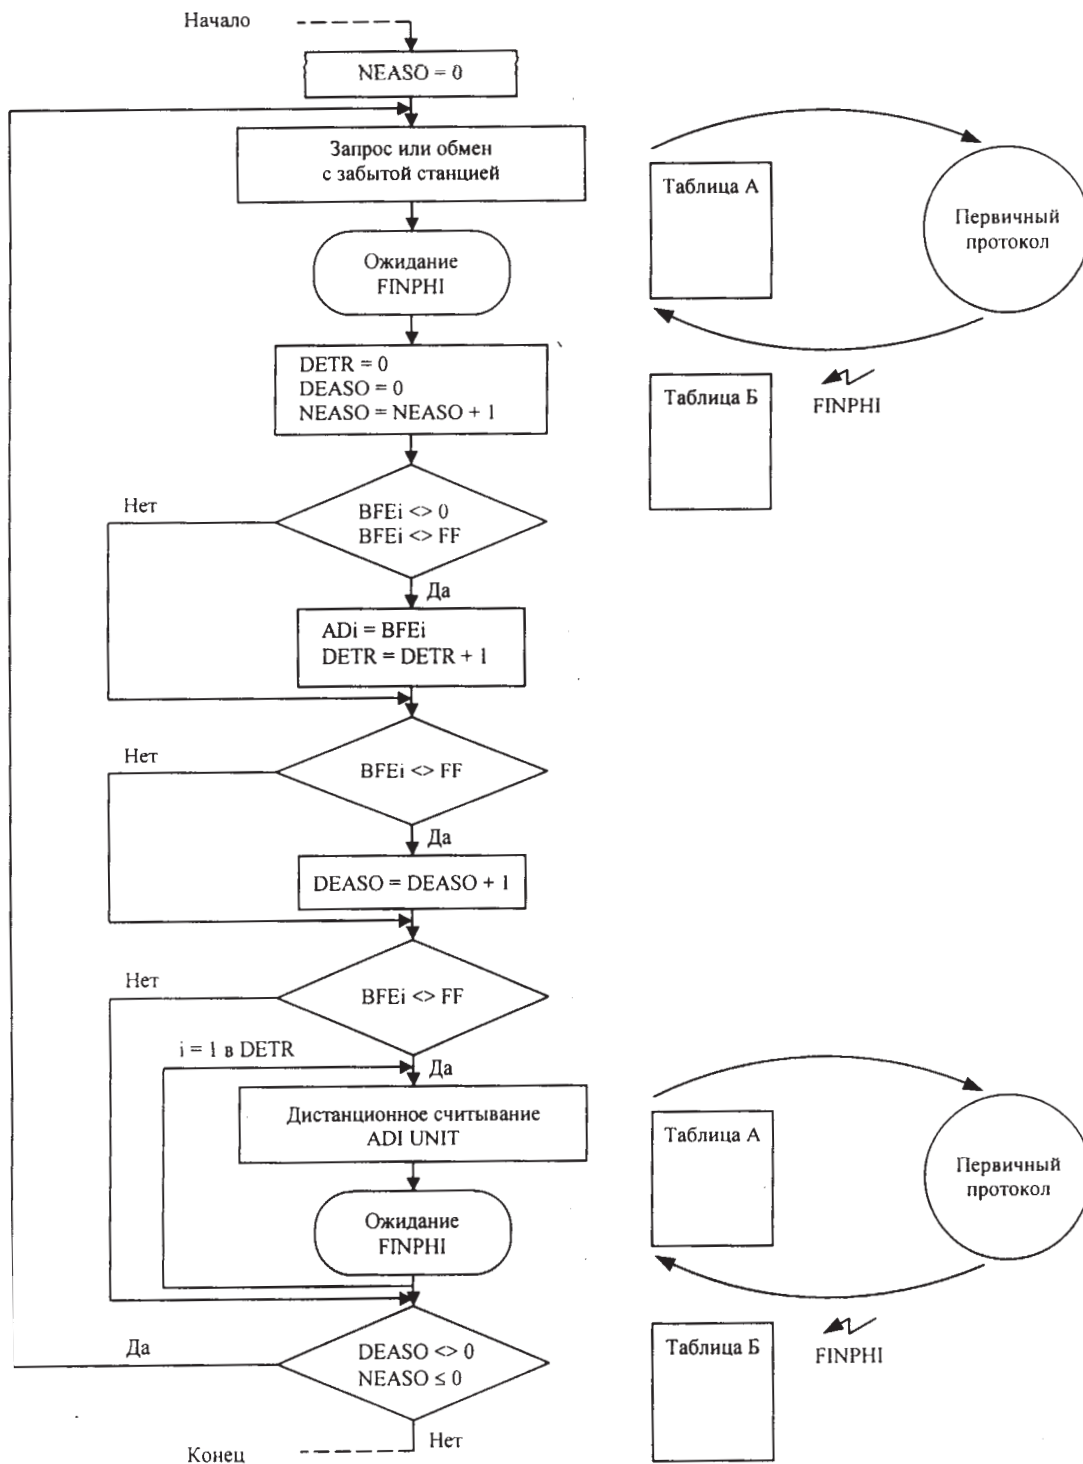 Начало
NEASO = 0
Запрос или обмен
с забытой станцией
Таблица А
Первичный
протокол
Ожидание
FINPHI
DETR = 0
DEASO = 0
NEASO = NEASO + 1
Таблица Б
FINPHI
Нет
BFEi <> 0
BFEi <> FF
Да
ADi = BFEi
DETR = DETR + 1
Нет
BFEi <> FF
Да
DEASO = DEASO + 1
Нет
BFEi <> FF
i = 1 в DETR
Да
Дистанционное считывание
ADI UNIT
Таблица А
Первичный
протокол
Ожидание
FINPHI
Да
DEASO <> 0
NEASO ≤ 0
Таблица Б
FINPHI
Нет
Конец